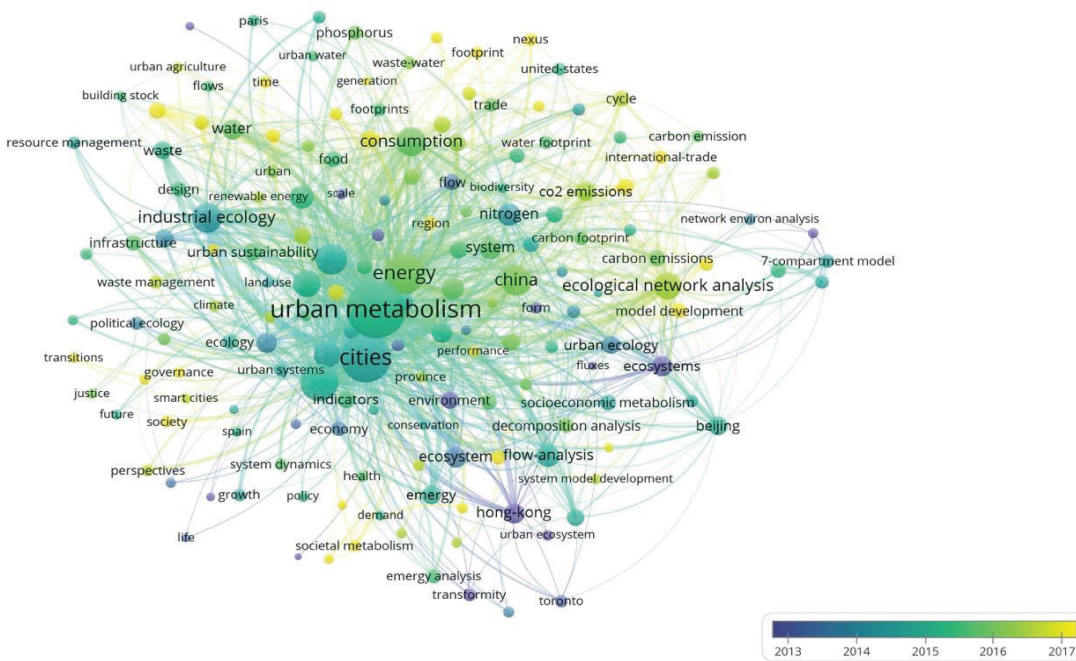 paris
phosphorus
nexus
urban water
waste-water
footprint
urban agriculture
time
generation
united-states
building stock
flows
footprints
trade
cycle
water
consumption
water footprint
carbon emission
resource management
waste
food
international-trade
urban
design
renewable energy
scale
flow
biodiversity
co2 emissions
industrial ecology
region
nitrogen
network environ analysis
infrastructure
urban sustainability
system
carbon footprint
carbon emissions
7-compartment model
waste management
land use
energy
china
ecological network analysis
climate
urban metabolism
form
model development
political ecology
ecology
performance
urban ecology
transitions
governance
urban systems
cities
province
fluxes
ecosystems
justice
smart cities
indicators
environment
socioeconomic metabolism
future
society
spain
economy
conservation
decomposition analysis
beijing
perspectives
system dynamics
health
ecosystem
flow-analysis
system model development
growth
policy
emergy
demand
hong-kong
life
societal metabolism
urban ecosystem
emergy analysis
transformity
toronto
2013
2014
2015
2016
2017